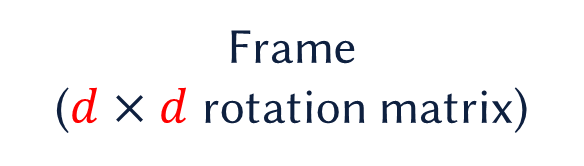 Frame
(d × d rotation matrix)